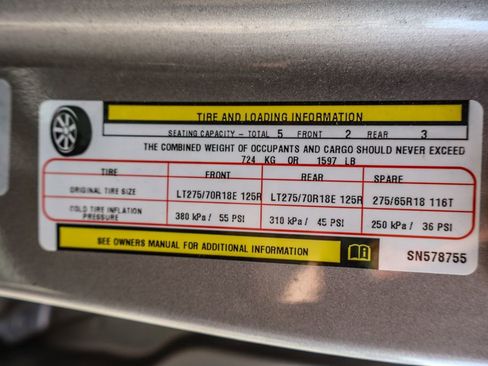 TIRE AND LOADING INFORMATION
SEATING CAPACITY - TOTAL 5 FRONT 2 REAR 3
THE COMBINED WEIGHT OF OCCUPANTS AND CARGO SHOULD NEVER EXCEED
724 KG OR 1597 LB
TIRE FRONT REAR SPARE
ORIGINAL TIRE SIZE LT275/70R18E 125R LT275/70R18E 125R 275/65R18 116T
COLD TIRE INFLATION PRESSURE 380 kPa / 55 PSI 310 kPa / 45 PSI 250 kPa / 36 PSI
SEE OWNERS MANUAL FOR ADDITIONAL INFORMATION SN578755